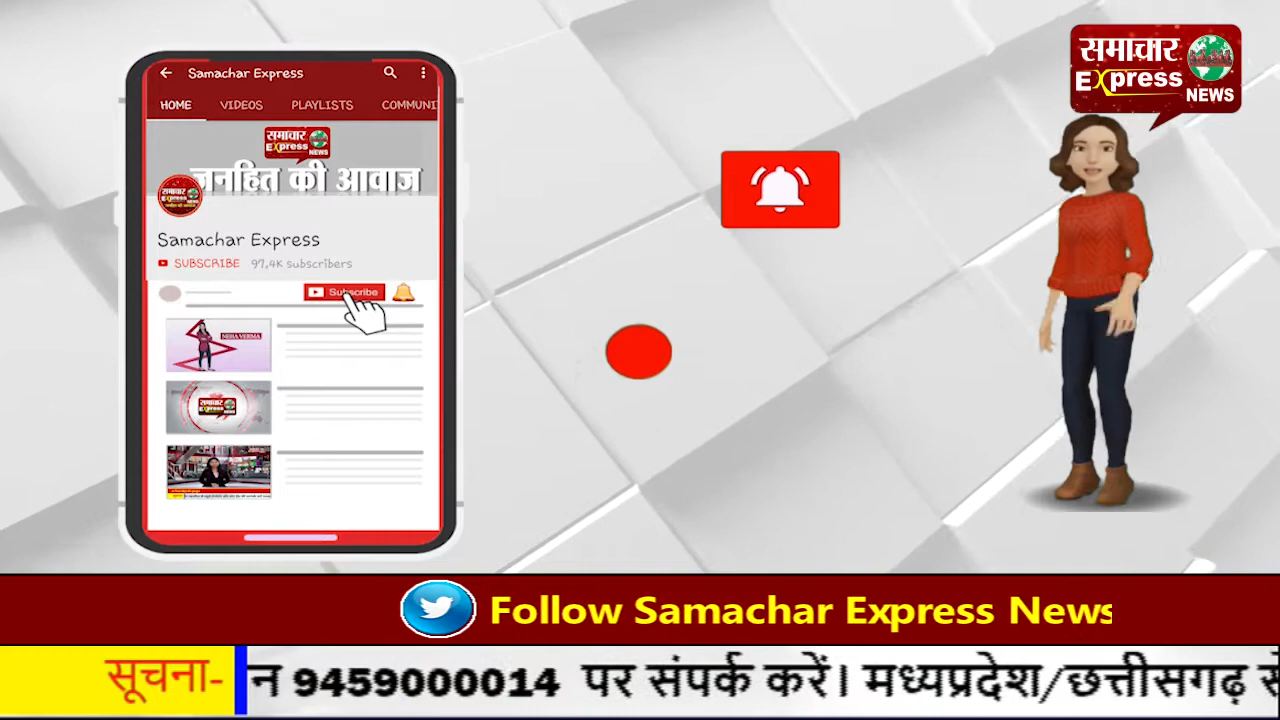 Samachar Express
HOME VIDEOS PLAYLISTS COMMUNI
समाचार
Express
NEWS
जनहित की आवाज
Samachar Express
SUBSCRIBE 97.4K subscribers
Subscribe
NEHA VERMA
समाचार
Express
NEWS
समाचार
Express
NEWS
Follow Samachar Express News
सूचना- न 9459000014 पर संपर्क करें। मध्यप्रदेश/छत्तीसगढ़ से